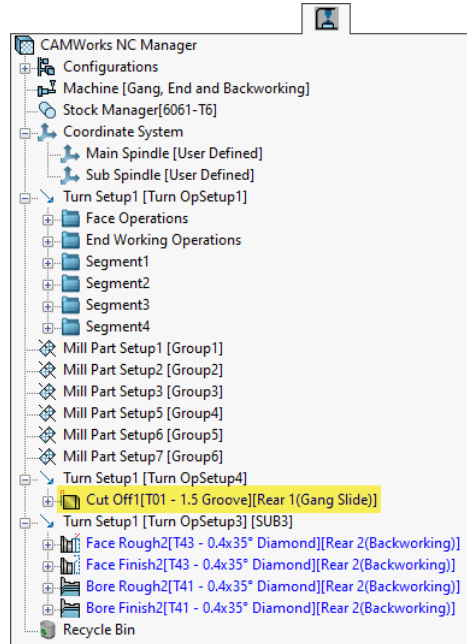 CAMWorks NC Manager
Configurations
Machine [Gang, End and Backworking]
Stock Manager[6061-T6]
Coordinate System
Main Spindle [User Defined]
Sub Spindle [User Defined]
Turn Setup1 [Turn OpSetup1]
Face Operations
End Working Operations
Segment1
Segment2
Segment3
Segment4
Mill Part Setup1 [Group1]
Mill Part Setup2 [Group2]
Mill Part Setup3 [Group3]
Mill Part Setup5 [Group4]
Mill Part Setup6 [Group5]
Mill Part Setup7 [Group6]
Turn Setup1 [Turn OpSetup4]
Cut Off1[T01 - 1.5 Groove][Rear 1(Gang Slide)]
Turn Setup1 [Turn OpSetup3] [SUB3]
Face Rough2[T43 - 0.4x35° Diamond][Rear 2(Backworking)]
Face Finish2[T43 - 0.4x35° Diamond][Rear 2(Backworking)]
Bore Rough2[T41 - 0.4x35° Diamond][Rear 2(Backworking)]
Bore Finish2[T41 - 0.4x35° Diamond][Rear 2(Backworking)]
Recycle Bin